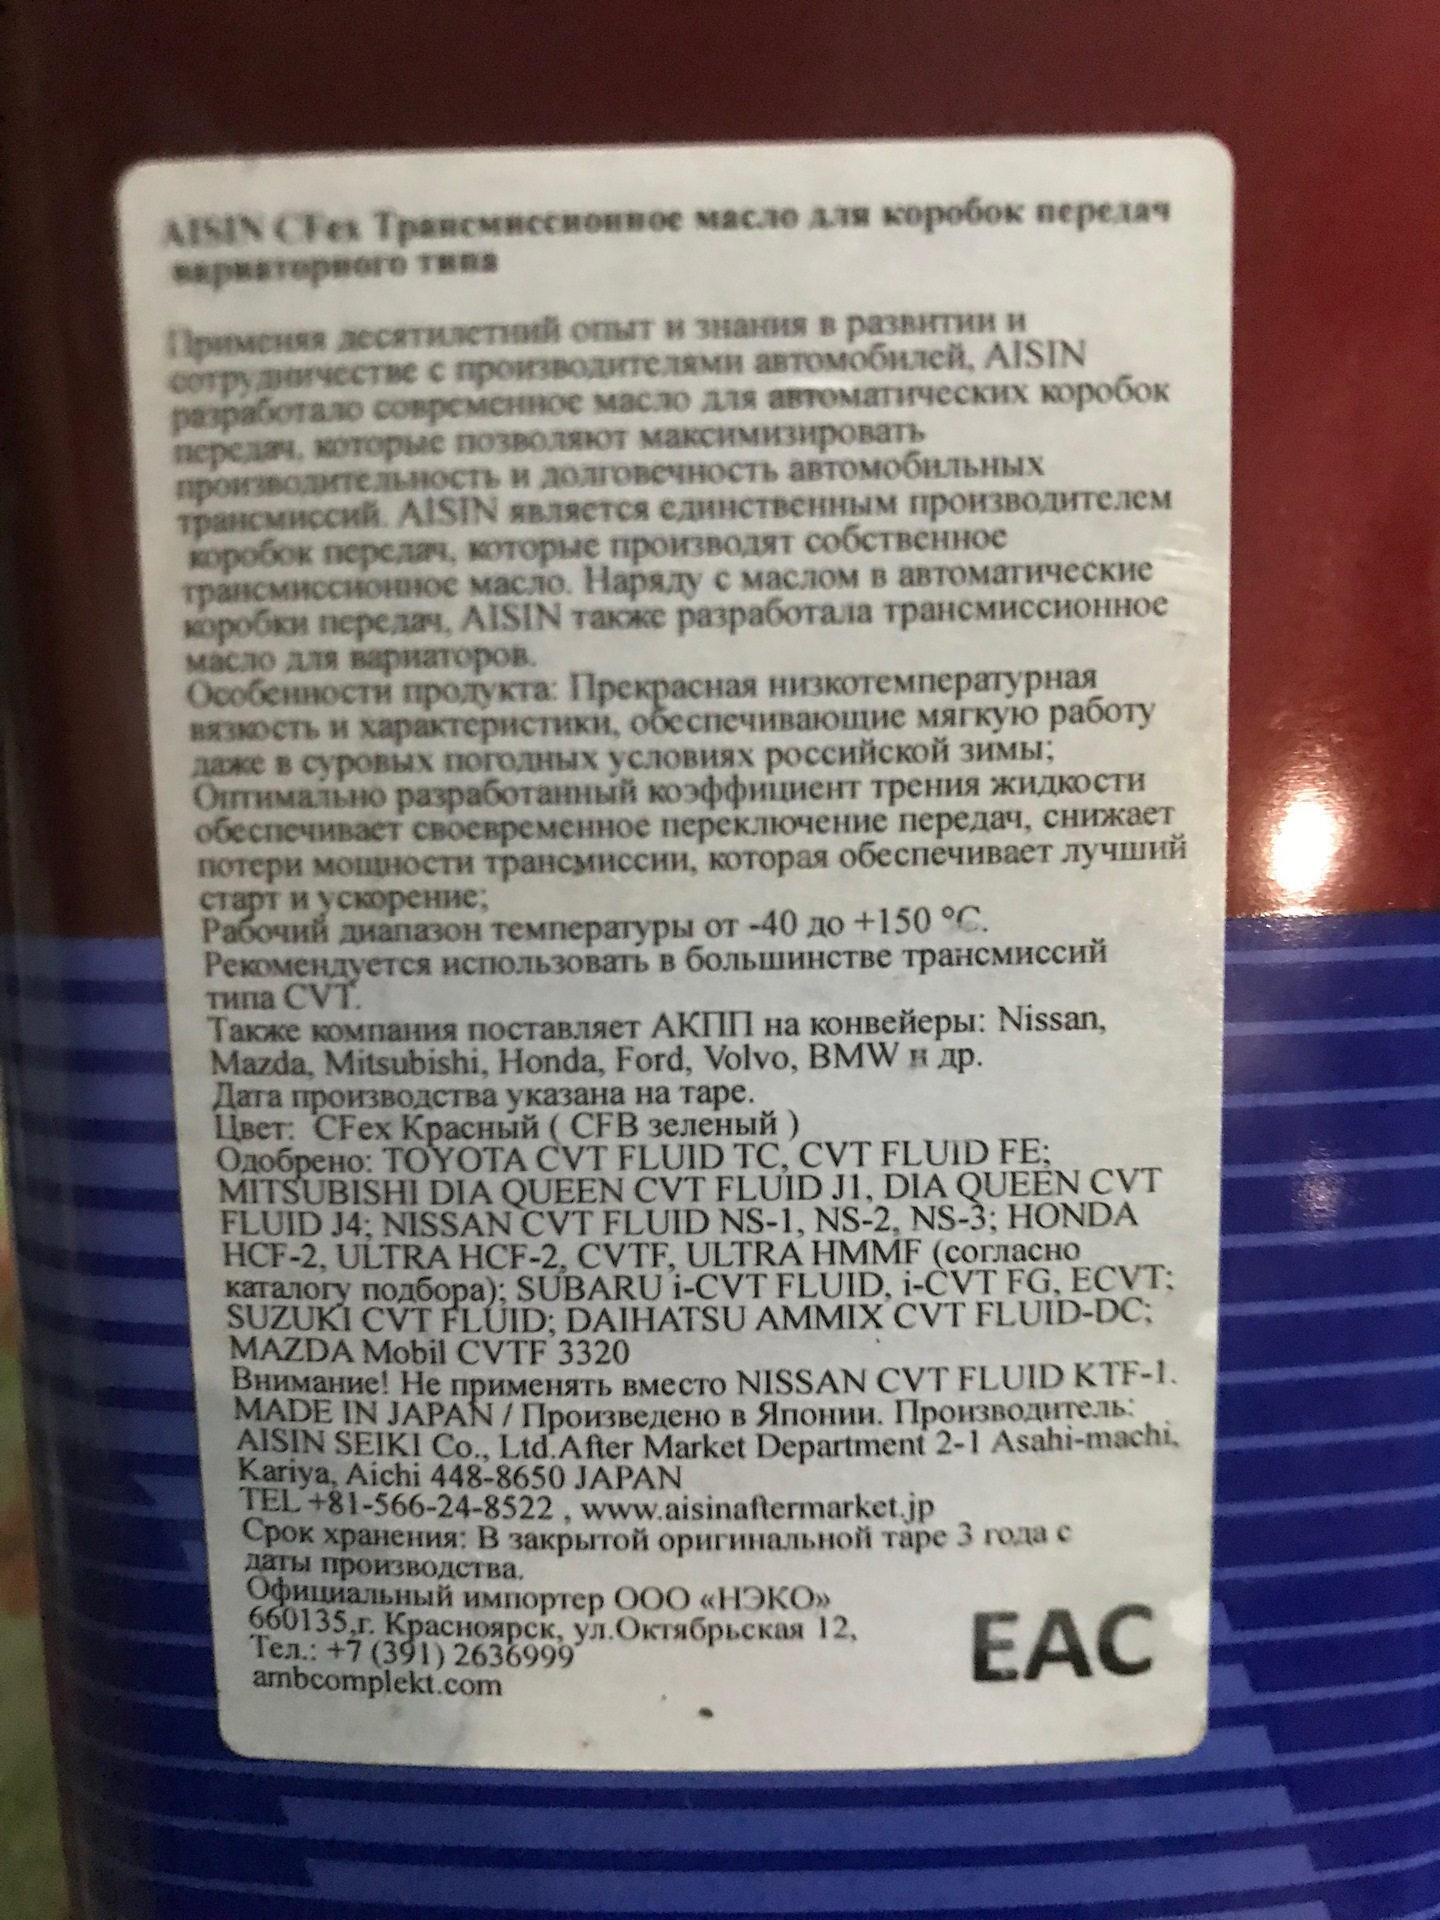 AISIN CFex Трансмиссионное масло для коробок передач
вариаторного типа
Применяя десятилетний опыт и знания в развитии и
сотрудничестве с производителями автомобилей, AISIN
разработало современное масло для автоматических коробок
передач, которые позволяют максимизировать
производительность и долговечность автомобильных
трансмиссий. AISIN является единственным производителем
коробок передач, которые производят собственное
трансмиссионное масло. Наряду с маслом в автоматические
коробки передач, AISIN также разработала трансмиссионное
масло для вариаторов.
Особенности продукта: Прекрасная низкотемпературная
вязкость и характеристики, обеспечивающие мягкую работу
даже в суровых погодных условиях российской зимы;
Оптимально разработанный коэффициент трения жидкости
обеспечивает своевременное переключение передач, снижает
потери мощности трансмиссии, которая обеспечивает лучший
старт и ускорение;
Рабочий диапазон температуры от -40 до +150 °C.
Рекомендуется использовать в большинстве трансмиссий
типа CVT.
Также компания поставляет АКПП на конвейеры: Nissan,
Mazda, Mitsubishi, Honda, Ford, Volvo, BMW и др.
Дата производства указана на таре.
Цвет: CFex Красный ( CFB зеленый )
Одобрено: TOYOTA CVT FLUID TC, CVT FLUID FE;
MITSUBISHI DIA QUEEN CVT FLUID J1, DIA QUEEN CVT
FLUID J4; NISSAN CVT FLUID NS-1, NS-2, NS-3; HONDA
HCF-2, ULTRA HCF-2, CVTF, ULTRA HMMF (согласно
каталогу подбора); SUBARU i-CVT FLUID, i-CVT FG, ECVT;
SUZUKI CVT FLUID; DAIHATSU AMMIX CVT FLUID-DC;
MAZDA Mobil CVTF 3320
Внимание! Не применять вместо NISSAN CVT FLUID KTF-1.
MADE IN JAPAN / Произведено в Японии. Производитель:
AISIN SEIKI Co., Ltd.After Market Department 2-1 Asahi-machi,
Kariya, Aichi 448-8650 JAPAN
TEL +81-566-24-8522 , www.aisinaftermarket.jp
Срок хранения: В закрытой оригинальной таре 3 года с
даты производства.
Официальный импортер ООО «НЭКО»
660135,г. Красноярск, ул.Октябрьская 12,
Тел.: +7 (391) 2636999
ambcomplekt.com
EAC